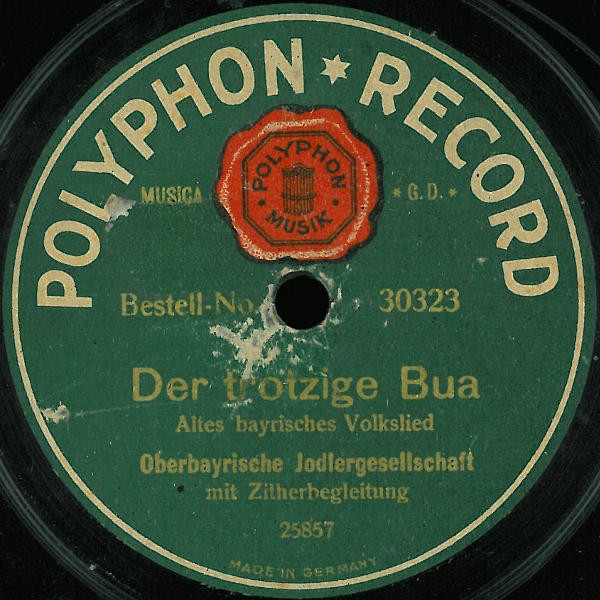 POLYPHON ★ RECORD
POLYPHON
MUSIK
MUSICA * G.D. *
Bestell-No. 30323
Der trotzige Bua
Altes bayrisches Volkslied
Oberbayrische Jodlergesellschaft
mit Zitherbegleitung
25857
MADE IN GERMANY